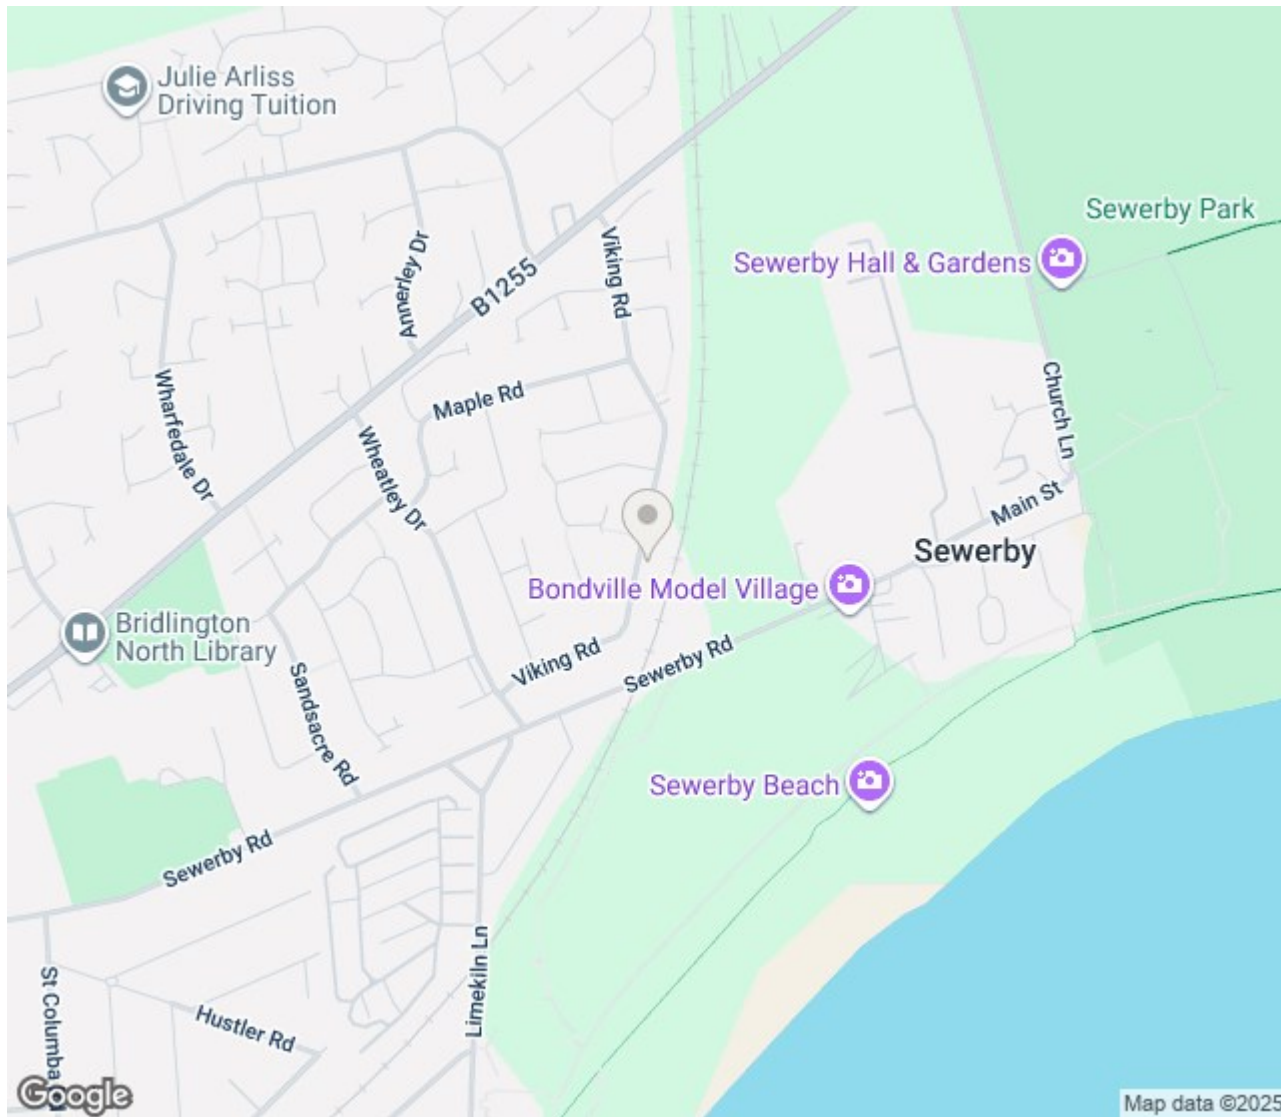 Julie Arliss
Driving Tuition
Sewerby Park
Viking Rd
Annerley Dr
B1255
Sewerby Hall & Gardens
Maple Rd
Wharfedale Dr
Wheatley Dr
Church Ln
Main St
Sewerby
Bondville Model Village
Bridlington
North Library
Viking Rd
Sewerby Rd
Sandsacre Rd
Sewerby Beach
Sewerby Rd
Limekiln Ln
St Columba
Hustler Rd
Google
Map data ©2025